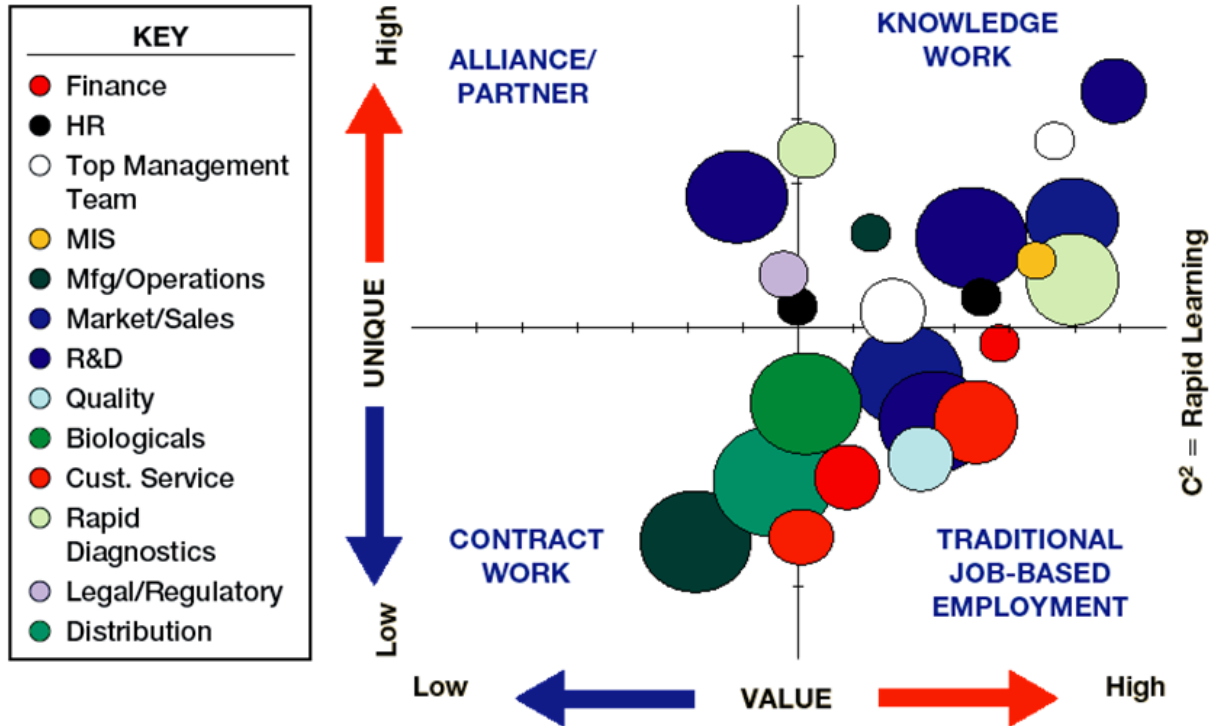 KEY
Finance
HR
Top Management
Team
MIS
Mfg/Operations
Market/Sales
R&D
Quality
Biologicals
Cust. Service
Rapid
Diagnostics
Legal/Regulatory
Distribution
High
UNIQUE
Low
ALLIANCE/
PARTNER
KNOWLEDGE
WORK
CONTRACT
WORK
TRADITIONAL
JOB-BASED
EMPLOYMENT
C² = Rapid Learning
Low
VALUE
High